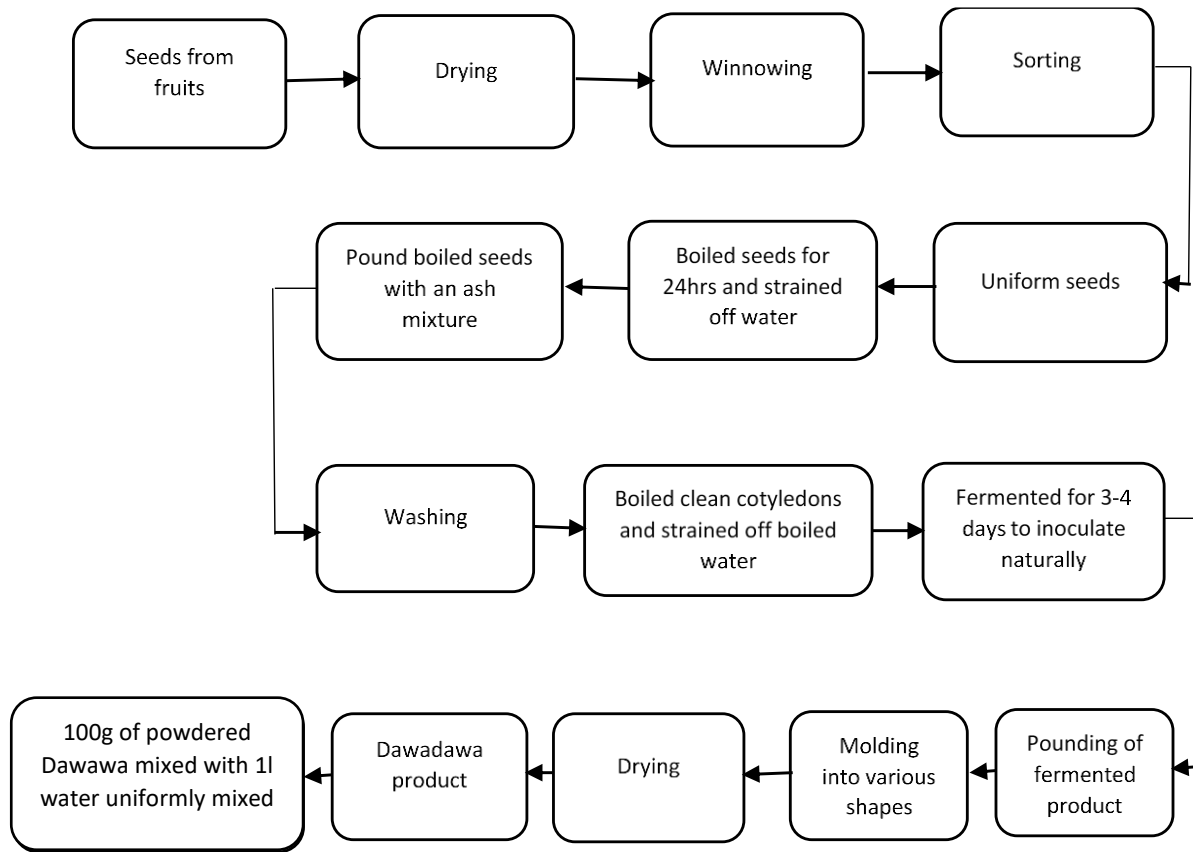 Seeds from
fruits
Drying
Winnowing
Sorting
Uniform seeds
Boiled seeds for
24hrs and strained
off water
Pound boiled seeds
with an ash
mixture
Washing
Boiled clean cotyledons
and strained off boiled
water
Fermented for 3-4
days to inoculate
naturally
Pounding of
fermented
product
Molding
into various
shapes
Drying
Dawadawa
product
100g of powdered
Dawawa mixed with 1l
water uniformly mixed